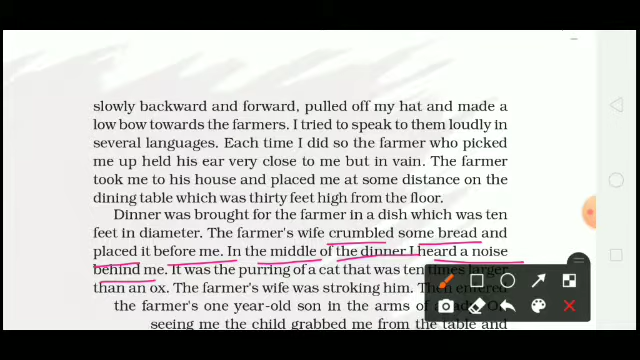 slowly backward and forward, pulled off my hat and made a
low bow towards the farmers. I tried to speak to them loudly in
several languages. Each time I did so the farmer who picked
me up held his ear very close to me but in vain. The farmer
took me to his house and placed me at some distance on the
dining table which was thirty feet high from the floor.
Dinner was brought for the farmer in a dish which was ten
feet in diameter. The farmer's wife crumbled some bread and
placed it before me. In the middle of the dinner I heard a noise
behind me. It was the purring of a cat that was ten times larger
than an ox. The farmer's wife was stroking him. Then entered
the farmer's one year-old son in the arms of a
seeing me the child grabbed me from the table and